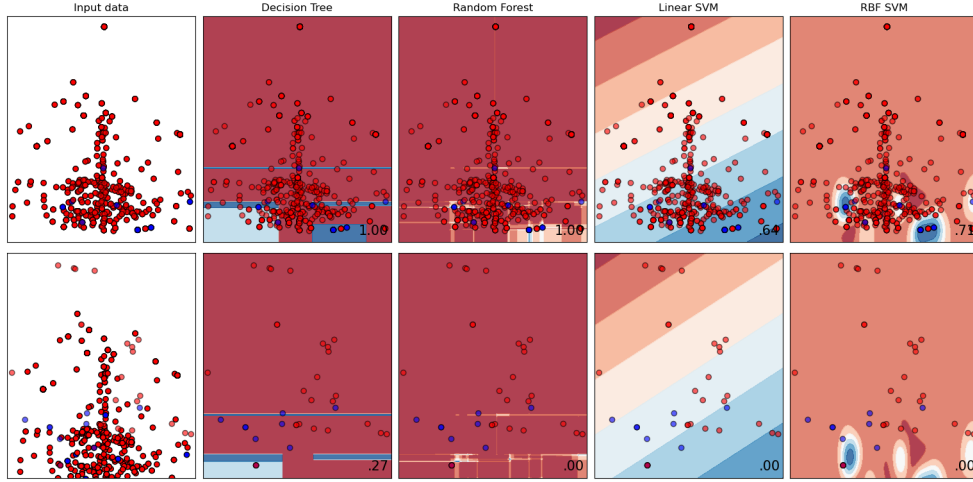 Input data
Decision Tree
Random Forest
Linear SVM
RBF SVM
1.00
1.00
.64
.71
.27
.00
.00
.00